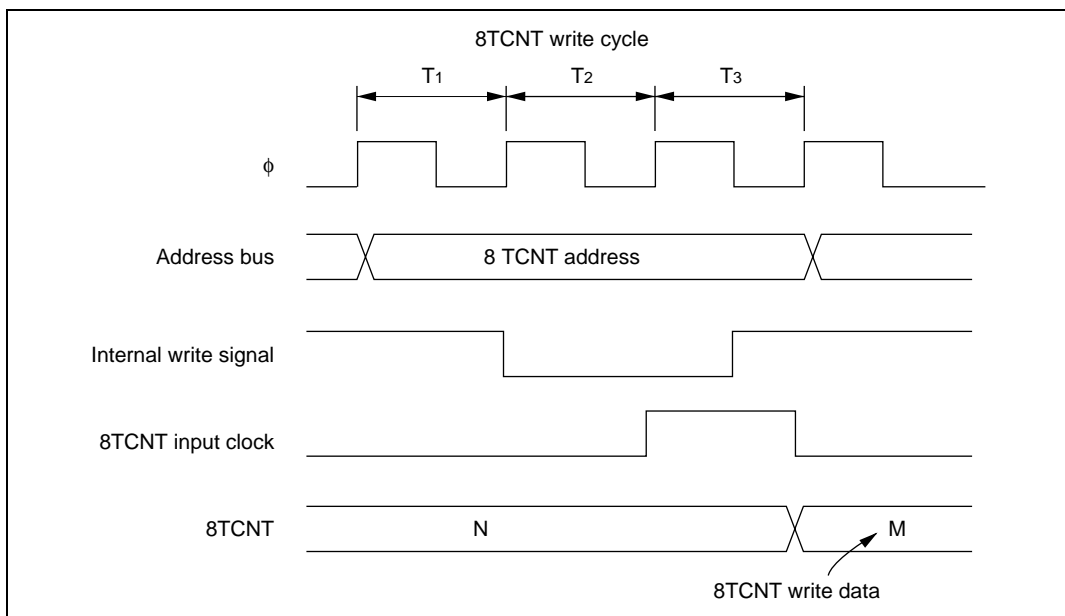 8TCNT write cycle
T1 T2 T3
ϕ
Address bus
8 TCNT address
Internal write signal
8TCNT input clock
8TCNT
N
M
8TCNT write data